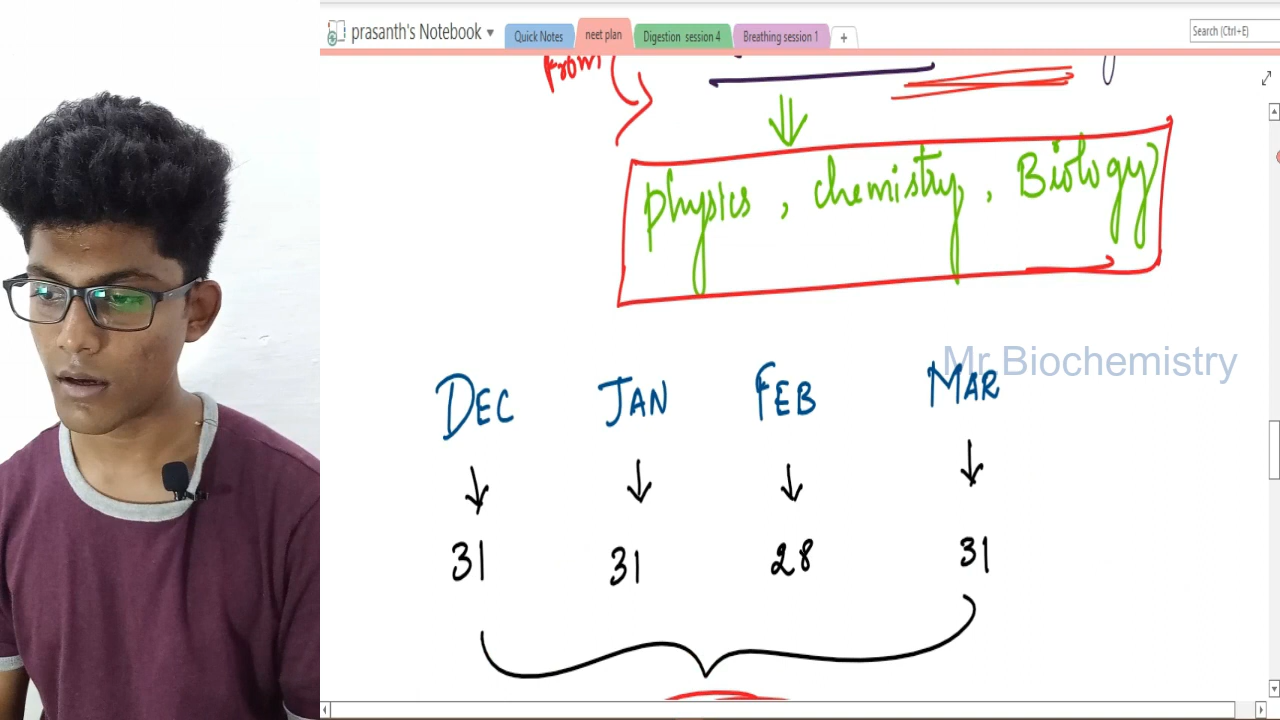 prasanth's Notebook
Quick Notes
neet plan
Digestion session 4
Breathing session 1
+
Search (Ctrl+E)
From
Physics , chemistry , Biology
Mr.Biochemistry
DEC JAN FEB MAR
31 31 28 31